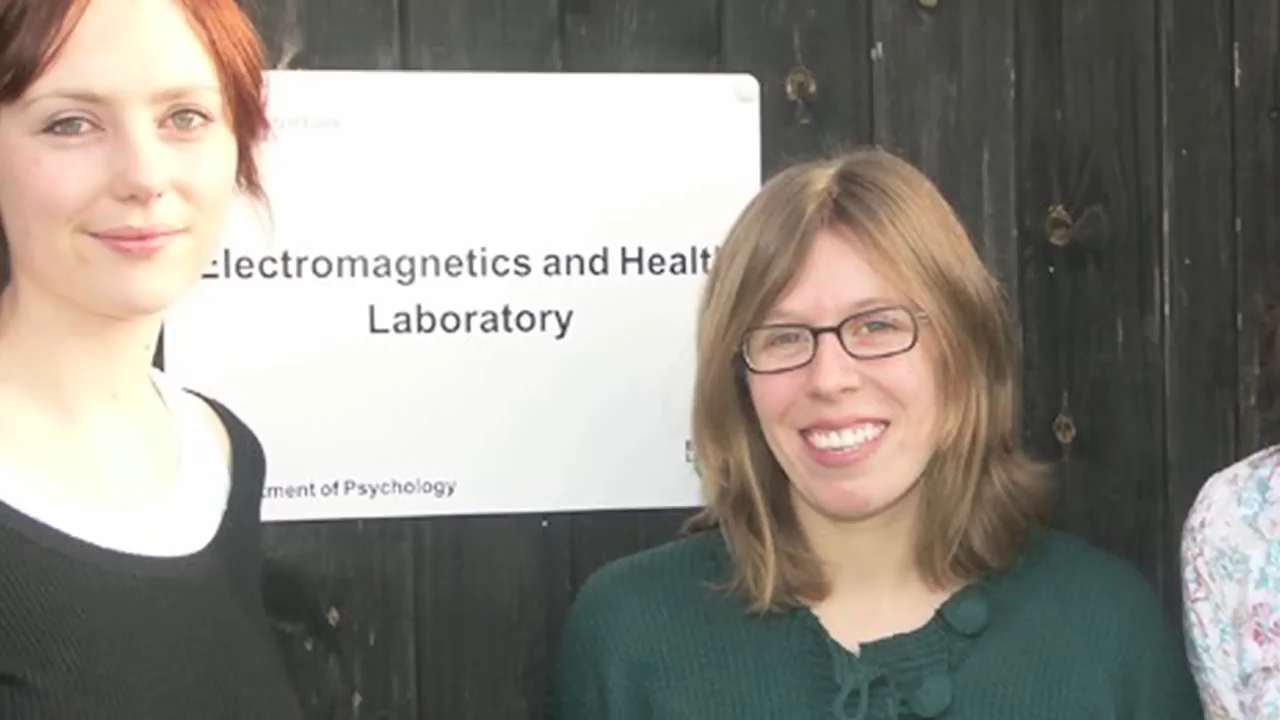 Electromagnetics and Healt
Laboratory
tment of Psychology